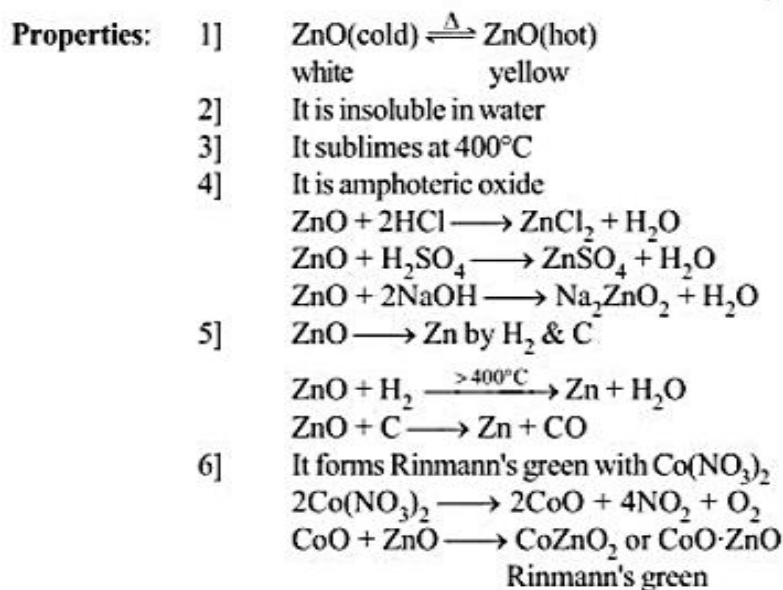 Properties: 1] ZnO(cold) ⇌ ZnO(hot) Δ
white yellow
2] It is insoluble in water
3] It sublimes at 400°C
4] It is amphoteric oxide
ZnO + 2HCl ⟶ ZnCl₂ + H₂O
ZnO + H₂SO₄ ⟶ ZnSO₄ + H₂O
ZnO + 2NaOH ⟶ Na₂ZnO₂ + H₂O
5] ZnO ⟶ Zn by H₂ & C
ZnO + H₂ >400°C ⟶ Zn + H₂O
ZnO + C ⟶ Zn + CO
6] It forms Rinmann's green with Co(NO₃)₂
2Co(NO₃)₂ ⟶ 2CoO + 4NO₂ + O₂
CoO + ZnO ⟶ CoZnO₂ or CoO·ZnO
Rinmann's green